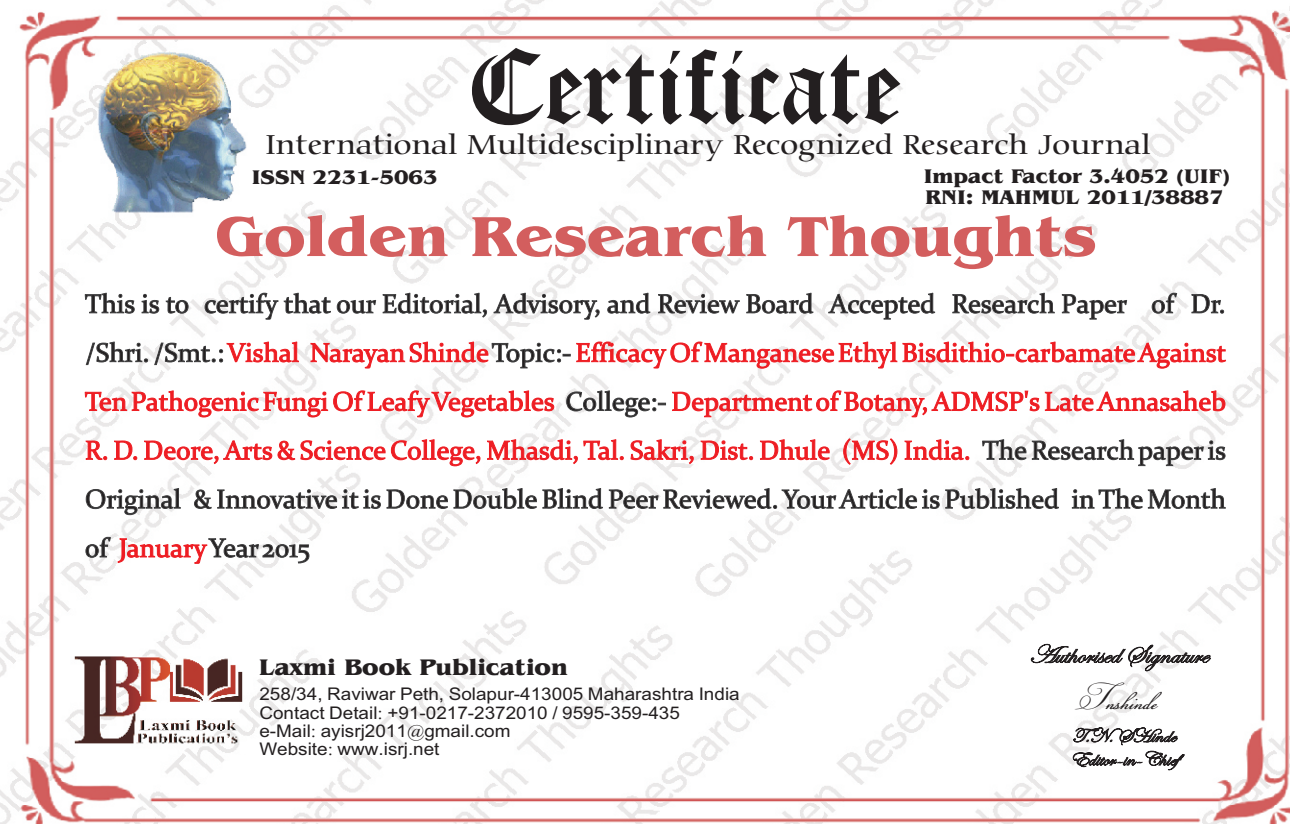 Certificate
International Multidesciplinary Recognized Research Journal
ISSN 2231-5063
Impact Factor 3.4052 (UIF)
RNI: MAHMUL 2011/38887
Golden Research Thoughts
This is to certify that our Editorial, Advisory, and Review Board Accepted Research Paper of Dr.
/Shri. /Smt.: Vishal Narayan Shinde Topic:- Efficacy Of Manganese Ethyl Bisdithio-carbamate Against
Ten Pathogenic Fungi Of Leafy Vegetables College:- Department of Botany, ADMSP's Late Annasaheb
R. D. Deore, Arts & Science College, Mhasdi, Tal. Sakri, Dist. Dhule (MS) India. The Research paper is
Original & Innovative it is Done Double Blind Peer Reviewed. Your Article is Published in The Month
of January Year 2015
LBP
Laxmi Book
Publication's
Laxmi Book Publication
258/34, Raviwar Peth, Solapur-413005 Maharashtra India
Contact Detail: +91-0217-2372010 / 9595-359-435
e-Mail: ayisrj2011@gmail.com
Website: www.isrj.net
Authorised Signature
Tnshinde
T.N. SHinde
Editor-in-Chief